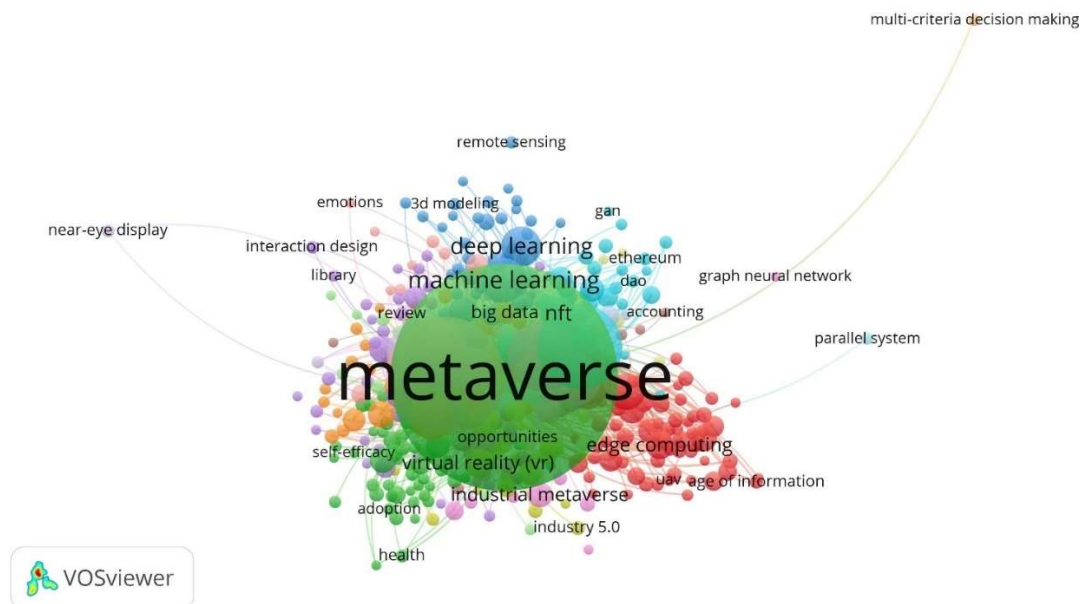 multi-criteria decision making
remote sensing
emotions
3d modeling
gan
near-eye display
interaction design
deep learning
ethereum
library
machine learning
dao
graph neural network
review
big data
nft
accounting
parallel system
metaverse
opportunities
edge computing
self-efficacy
virtual reality (vr)
uav
age of information
industrial metaverse
adoption
industry 5.0
health
VOSviewer